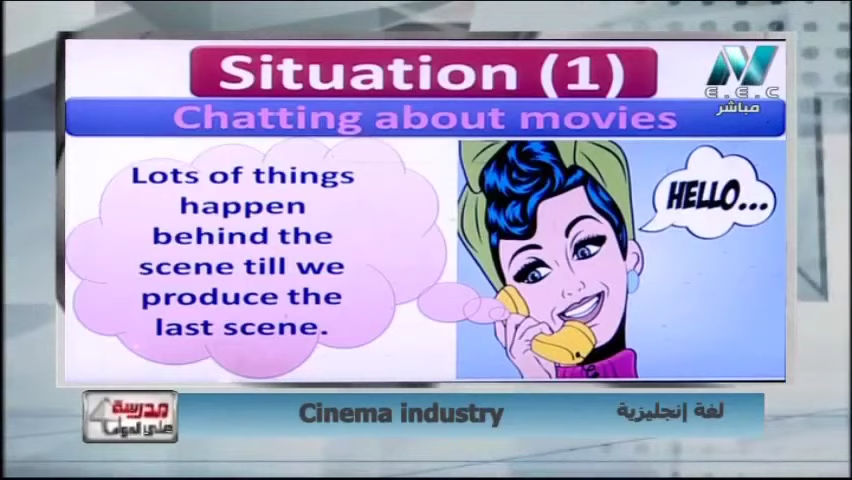 Situation (1)
E.E.C
مباشر
Chatting about movies
Lots of things
happen
behind the
scene till we
produce the
last scene.
HELLO...
مدرسة
على الهواء
Cinema industry
لغة إنجليزية